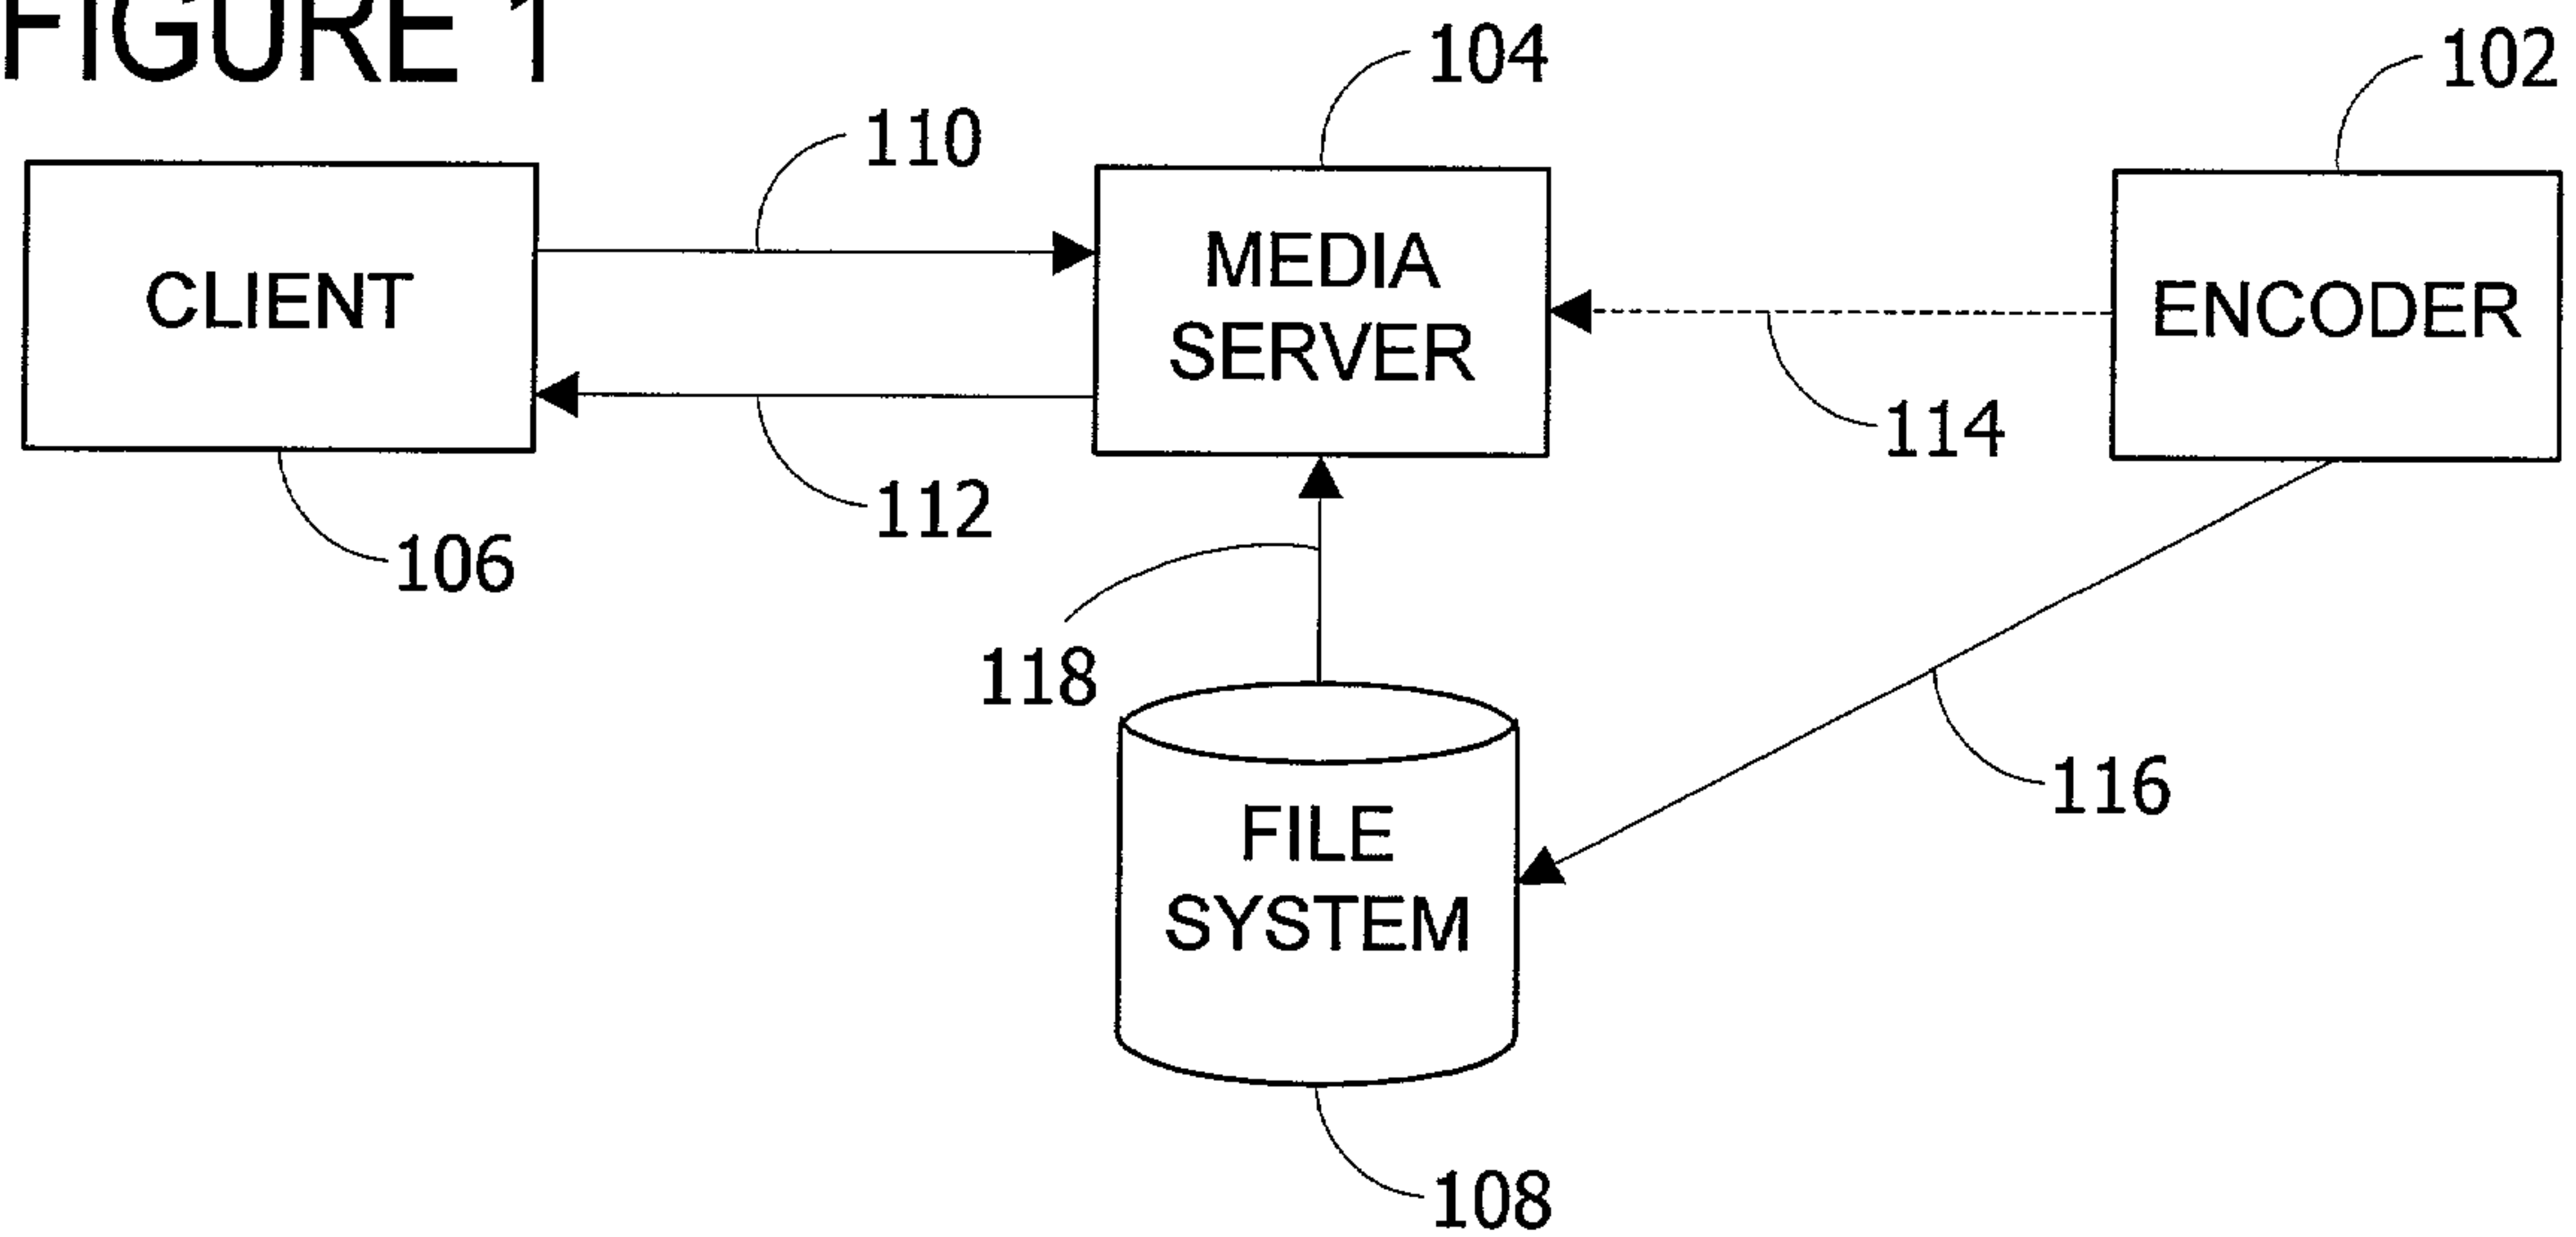 FIGURE 1
104
102
110
CLIENT
MEDIA
SERVER
ENCODER
114
112
106
118
116
FILE
SYSTEM
108